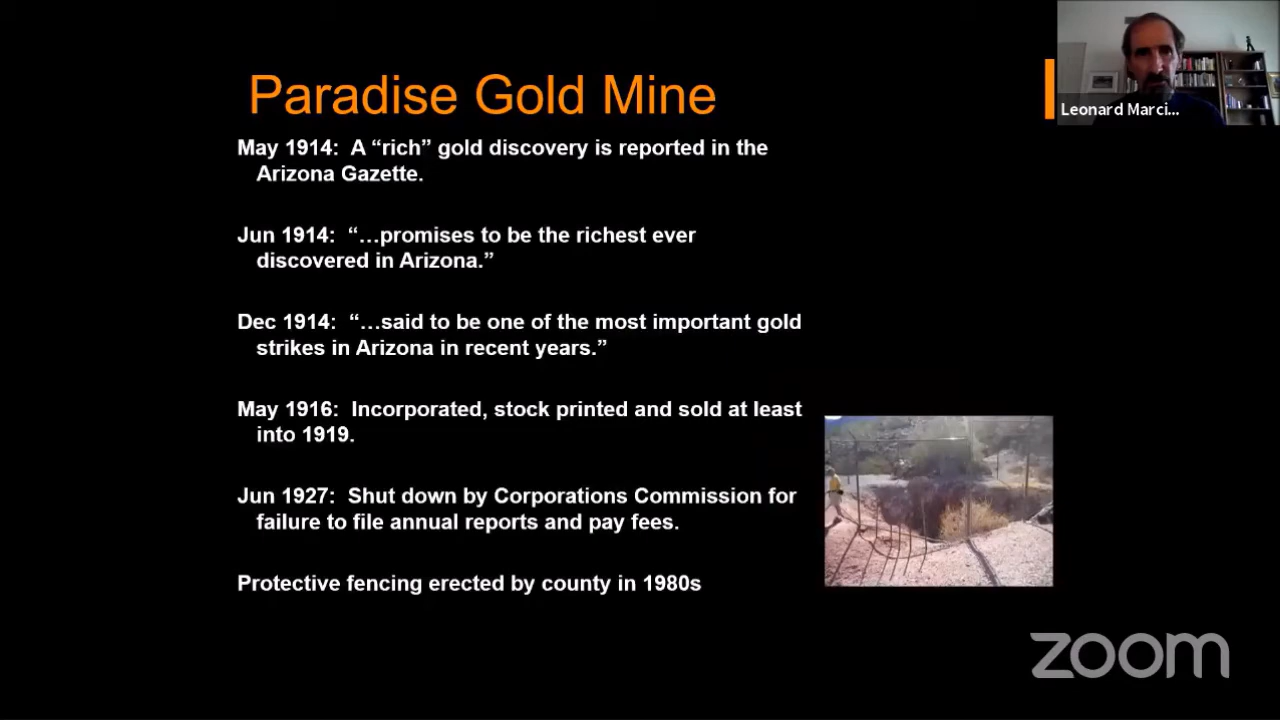 Paradise Gold Mine
Leonard Marci...
May 1914: A “rich” gold discovery is reported in the
Arizona Gazette.
Jun 1914: “…promises to be the richest ever
discovered in Arizona.”
Dec 1914: “…said to be one of the most important gold
strikes in Arizona in recent years.”
May 1916: Incorporated, stock printed and sold at least
into 1919.
Jun 1927: Shut down by Corporations Commission for
failure to file annual reports and pay fees.
Protective fencing erected by county in 1980s
zoom